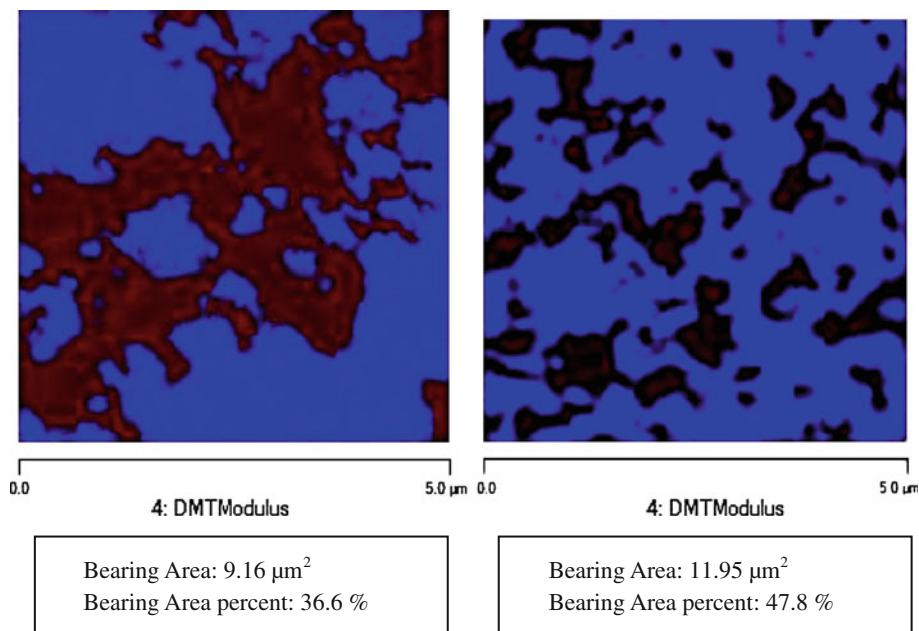 0.0 5.0 µm
4: DMTModulus
Bearing Area: 9.16 µm²
Bearing Area percent: 36.6 %
0.0 5 0 µm
4: DMTModulus
Bearing Area: 11.95 µm²
Bearing Area percent: 47.8 %